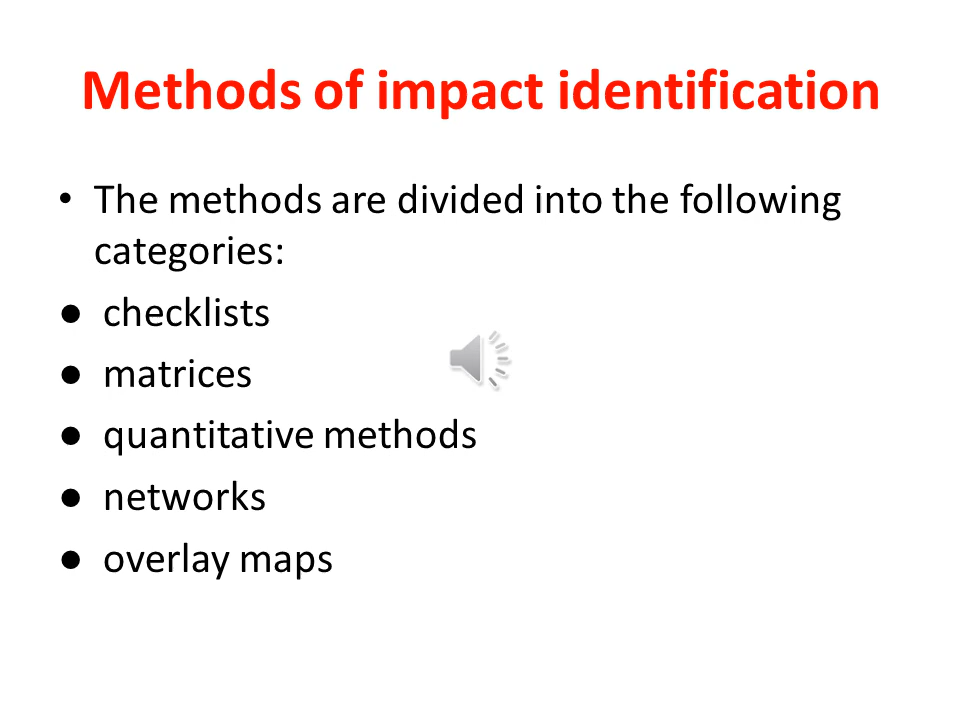 Methods of impact identification
• The methods are divided into the following
categories:
● checklists
● matrices
● quantitative methods
● networks
● overlay maps